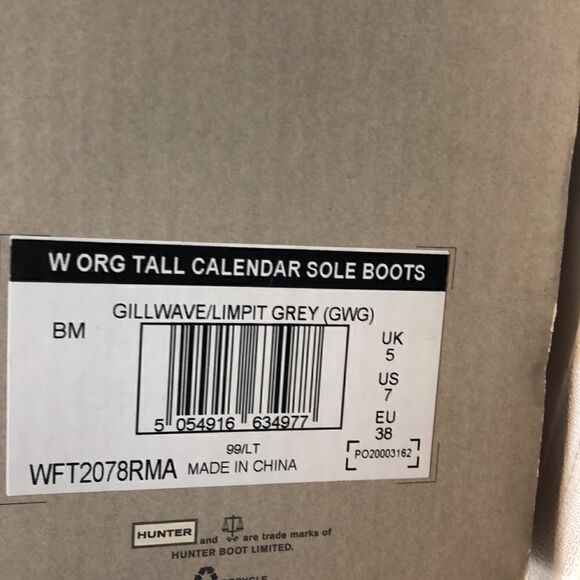 W ORG TALL CALENDAR SOLE BOOTS
GILLWAVE/LIMPIT GREY (GWG)
BM
5 054916 634977
UK
5
US
7
EU
38
99/LT
WFT2078RMA MADE IN CHINA
PO20003162
HUNTER and are trade marks of
HUNTER BOOT LIMITED.